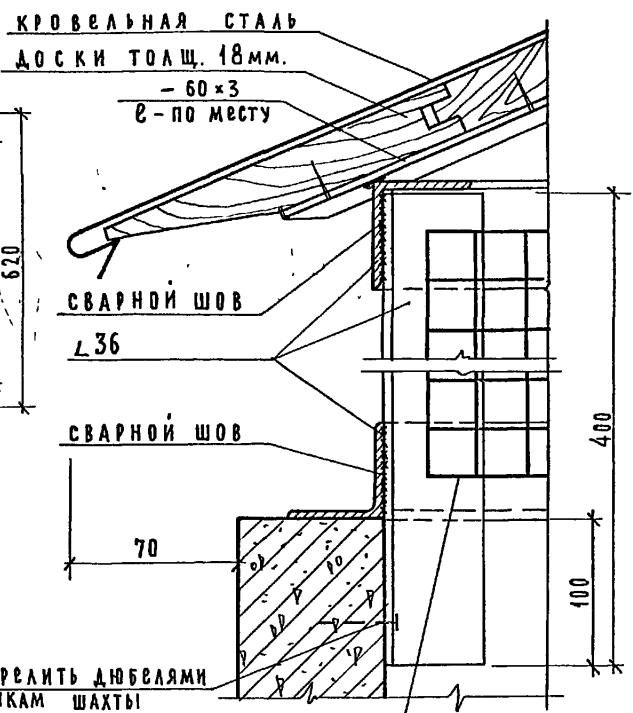 КРОВЕЛЬНАЯ СТАЛЬ
ДОСКИ ТОЛЩ. 18ММ.
- 60×3
ℓ - ПО МЕСТУ
620
СВАРНОЙ ШОВ
∟36
СВАРНОЙ ШОВ
400
70
100
ДЮБЕЛЯМИ
ШАХТЫ